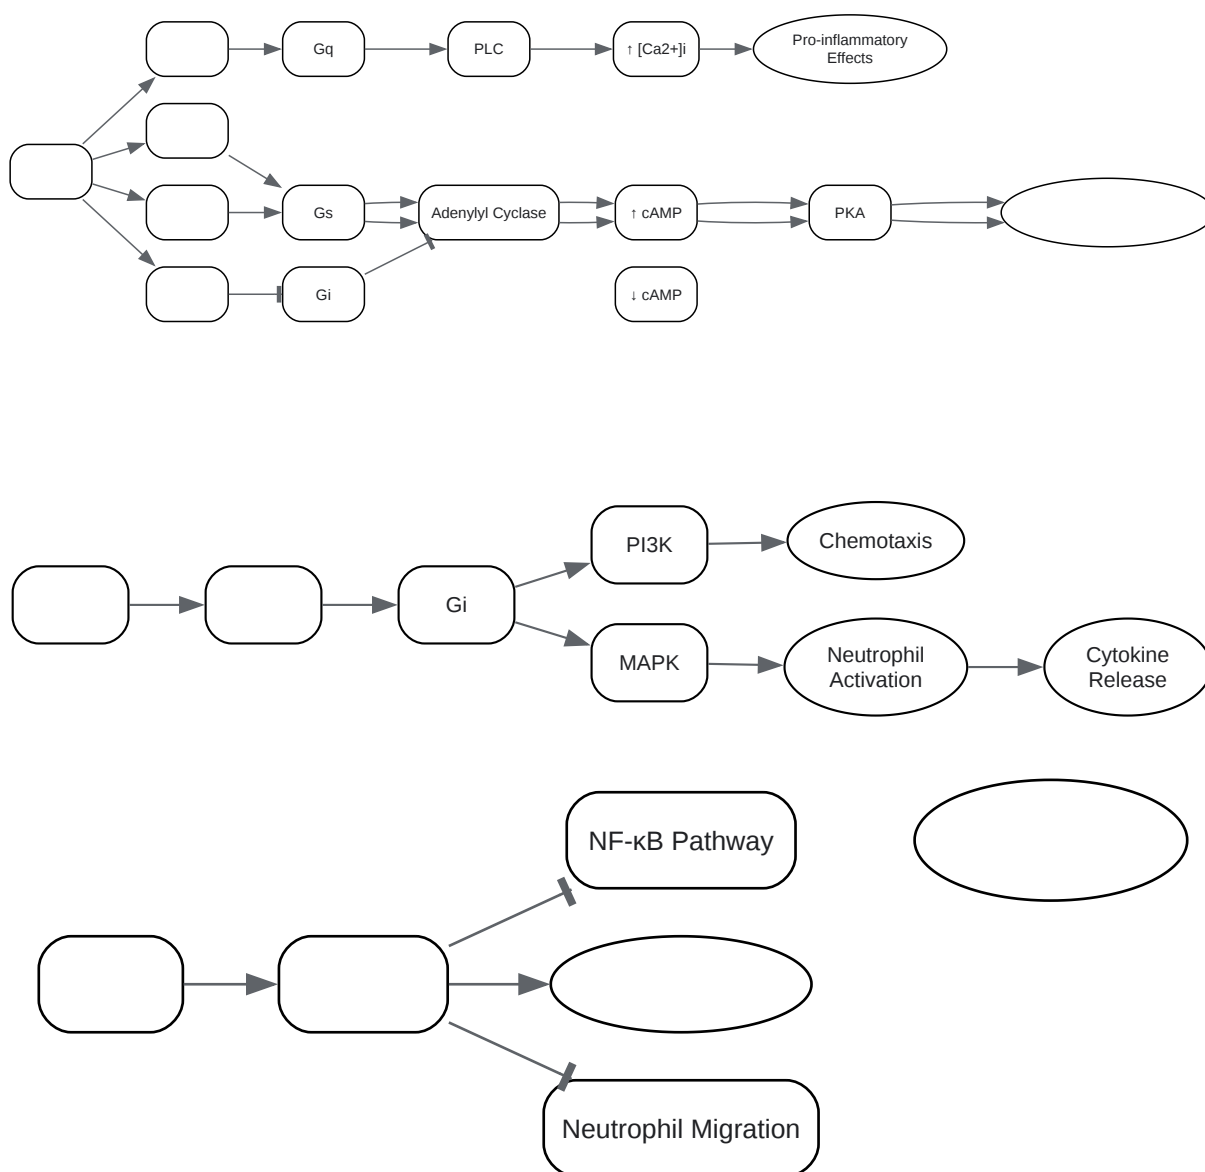 Gq
PLC
↑ [Ca2+]i
Pro-inflammatory
Effects
Gs
Adenylyl Cyclase
↑ cAMP
PKA
Gi
↓ cAMP
PI3K
Chemotaxis
Gi
MAPK
Neutrophil
Activation
Cytokine
Release
NF-κB Pathway
Neutrophil Migration